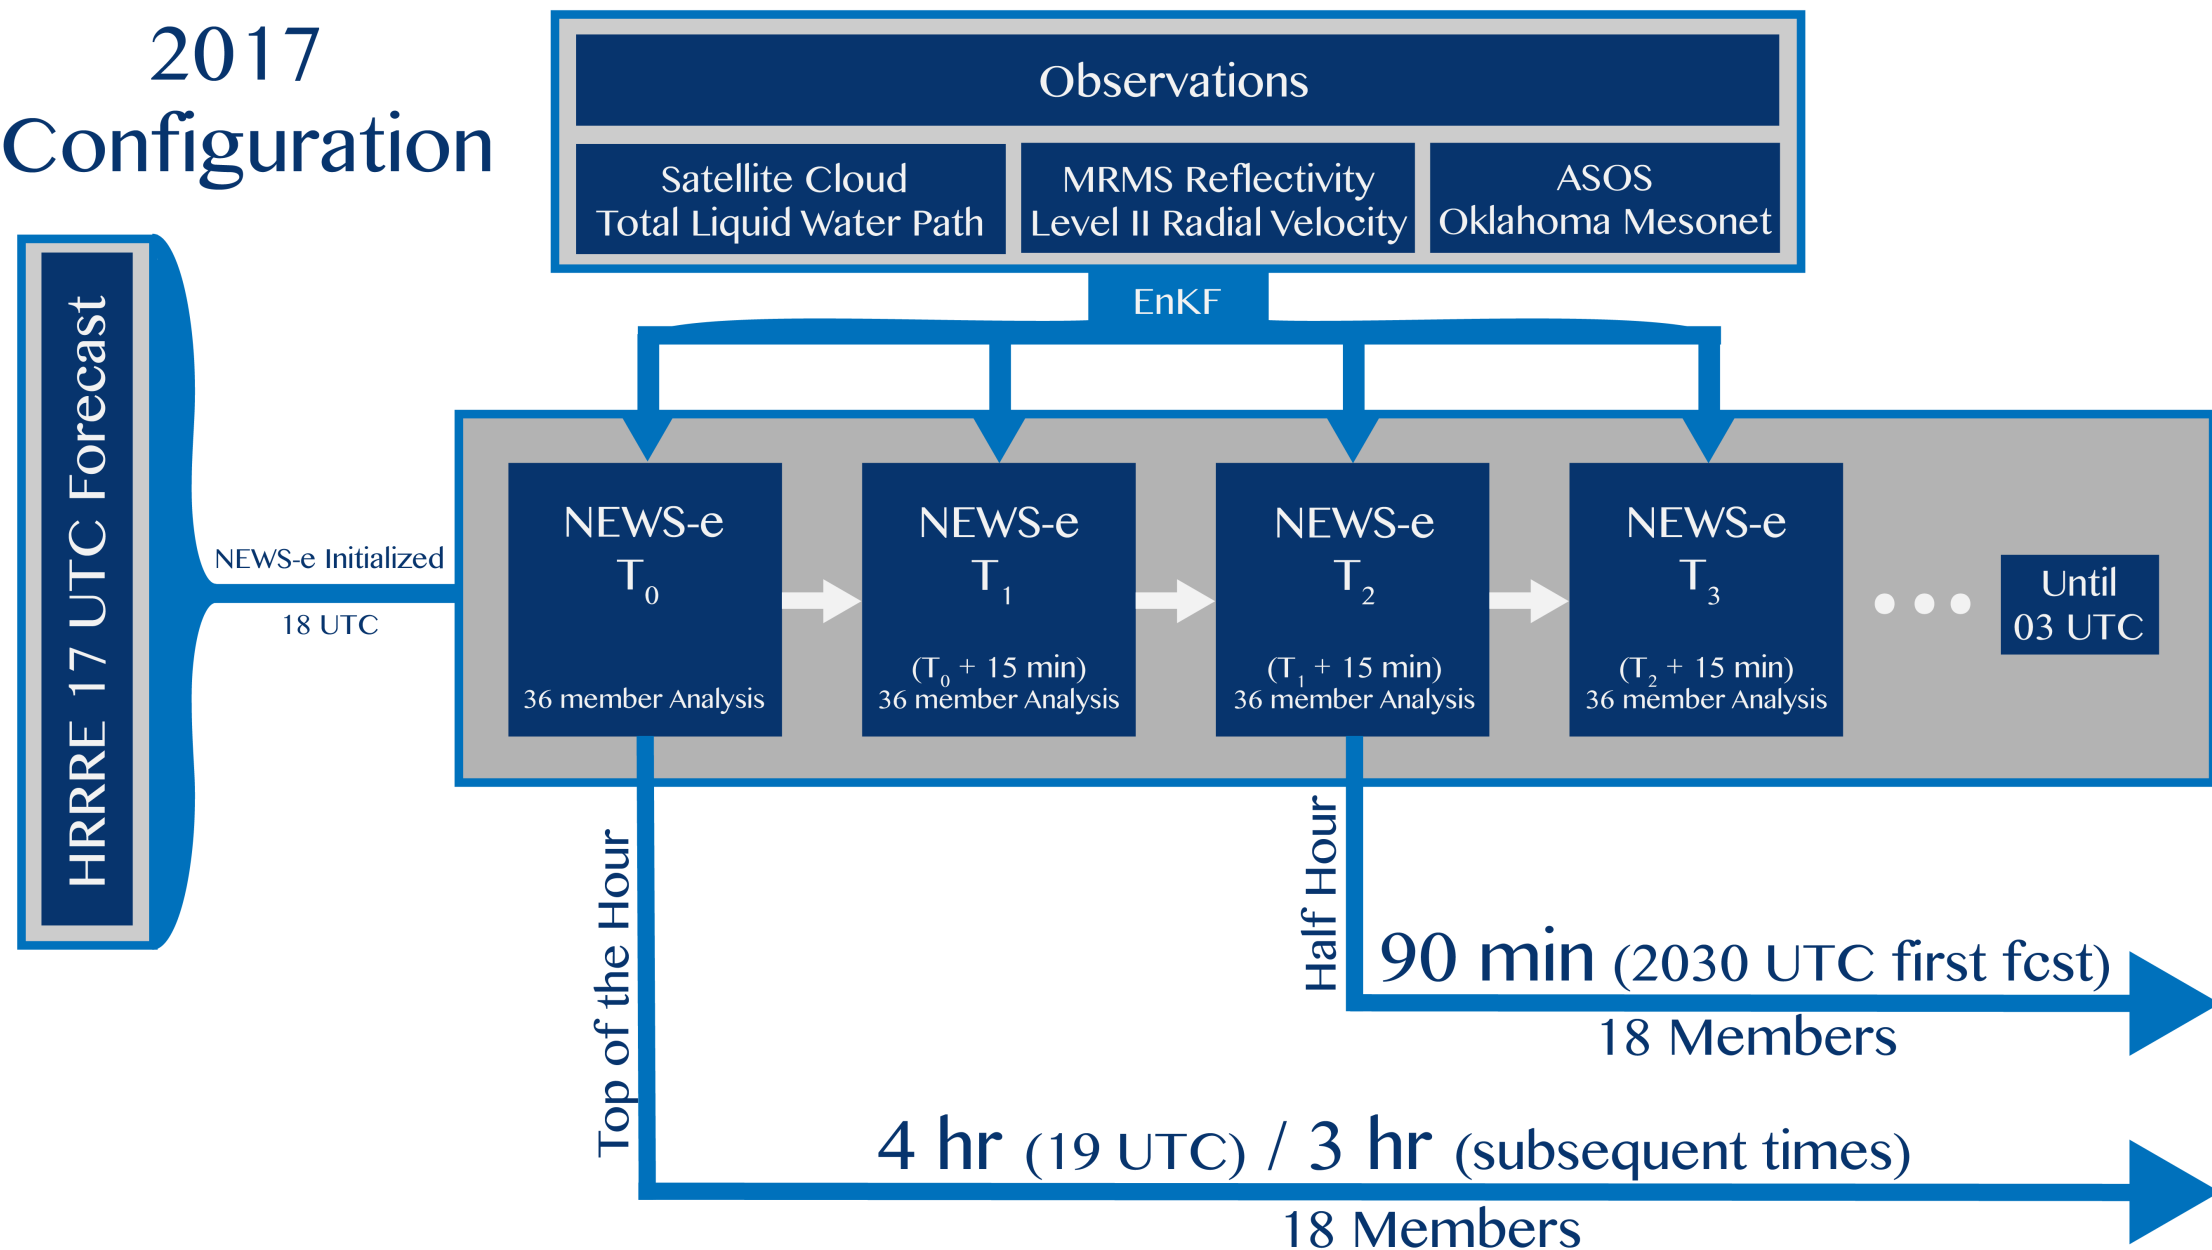 2017
Configuration
Observations
Satellite Cloud
Total Liquid Water Path
MRMS Reflectivity
Level II Radial Velocity
ASOS
Oklahoma Mesonet
EnKF
HRRRE 17 UTC Forecast
NEWS-e Initialized
18 UTC
NEWS-e
T0
36 member Analysis
NEWS-e
T1
(T0 + 15 min)
36 member Analysis
NEWS-e
T2
(T1 + 15 min)
36 member Analysis
NEWS-e
T3
(T2 + 15 min)
36 member Analysis
Until
03 UTC
Top of the Hour
Half Hour
90 min (2030 UTC first fcst)
18 Members
4 hr (19 UTC) / 3 hr (subsequent times)
18 Members